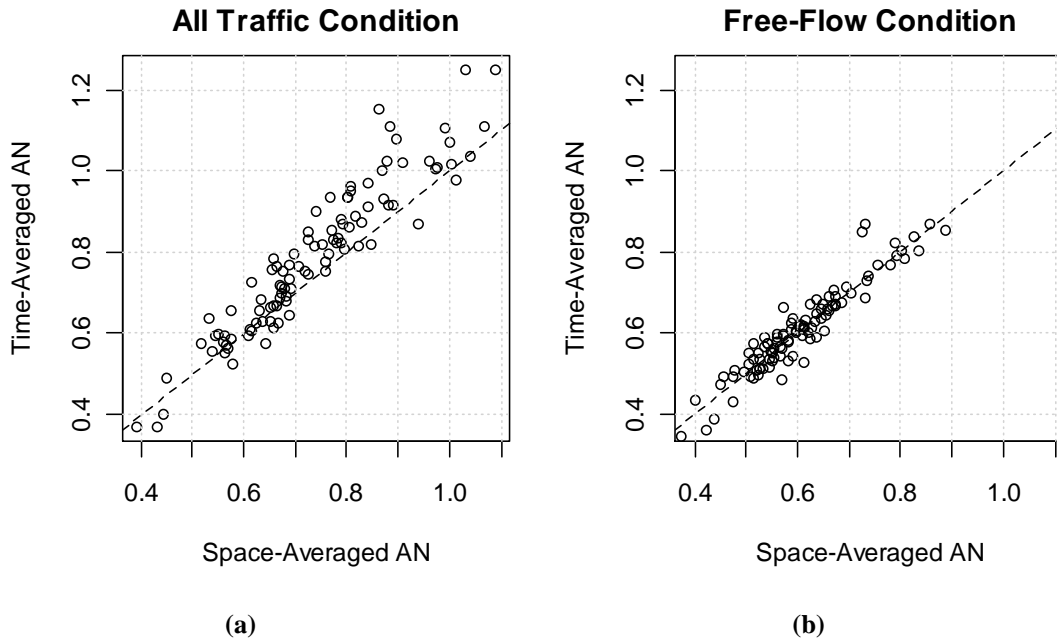 All Traffic Condition
Time-Averaged AN
1.2
1.0
0.8
0.6
0.4
0.4 0.6 0.8 1.0
Space-Averaged AN
(a)
Free-Flow Condition
Time-Averaged AN
1.2
1.0
0.8
0.6
0.4
0.4 0.6 0.8 1.0
Space-Averaged AN
(b)